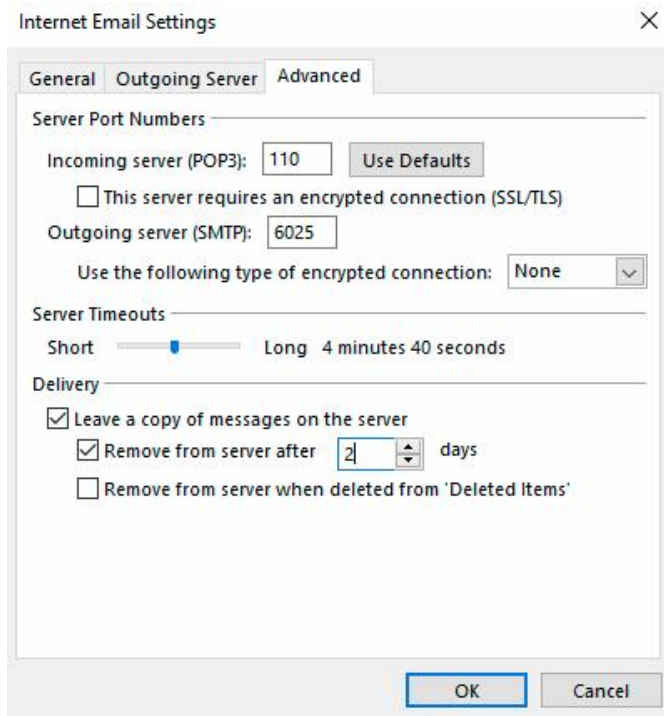 Internet Email Settings
General Outgoing Server Advanced
Server Port Numbers
Incoming server (POP3): 110 Use Defaults
This server requires an encrypted connection (SSL/TLS)
Outgoing server (SMTP): 6025
Use the following type of encrypted connection: None
Server Timeouts
Short Long 4 minutes 40 seconds
Delivery
Leave a copy of messages on the server
Remove from server after 2 days
Remove from server when deleted from 'Deleted Items'
OK Cancel